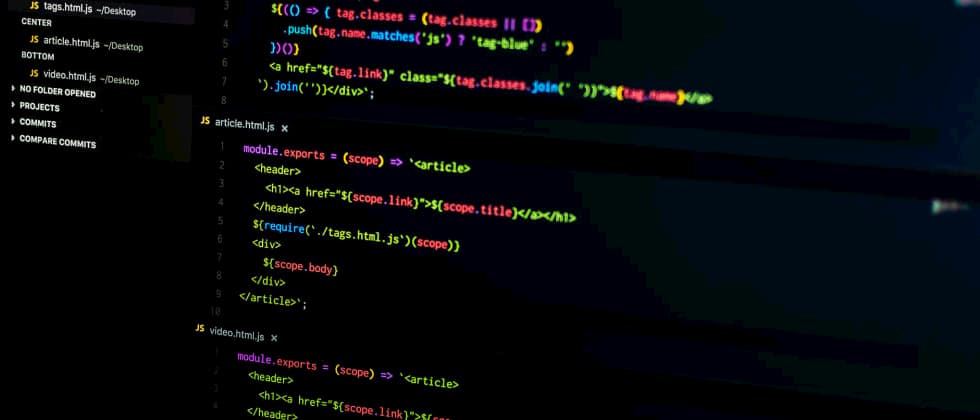 JS tags.html.js ~/Desktop
CENTER
JS article.html.js ~/Desktop
BOTTOM
JS video.html.js ~/Desktop
NO FOLDER OPENED
PROJECTS
COMMITS
COMPARE COMMITS
3 ${(() => { tag.classes = (tag.classes || [])
4 .push(tag.name.matches('js') ? 'tag-blue' : '')
5 })()}
6 <a href="${tag.link}" class="${tag.classes.join(' ')}">${tag.name}</a>
7 `).join('')}</div>`;
8
JS article.html.js ×
1 module.exports = (scope) => `<article>
2 <header>
3 <h1><a href="${scope.link}">${scope.title}</a></h1>
4 </header>
5 ${require('./tags.html.js')(scope)}
6 <div>
7 ${scope.body}
8 </div>
9 </article>`;
10
JS video.html.js ×
1 module.exports = (scope) => `<article>
2 <header>
3 <h1><a href="${scope.link}">${
4 </header>